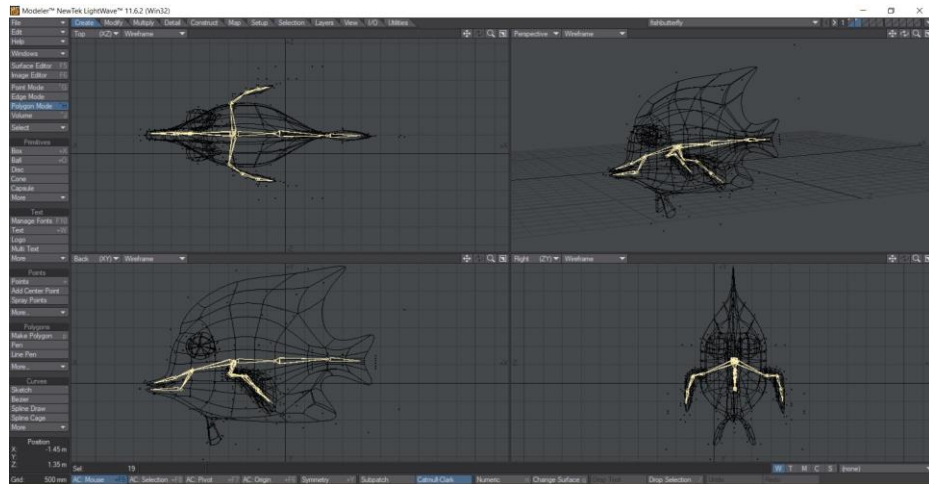 Modeler™ NewTek LightWave™ 11.6.2 (Win32)
File
Create Modify Multiply Detail Construct Map Setup Selection Layers View I/O Utilities
fishbutterfly
1
Edit
Help
Windows
Surface Editor F5
Image Editor F6
Point Mode
Edge Mode
Polygon Mode
Volume
Select
Primitives
Box
Ball
Disc
Cone
Capsule
More
Text
Manage Fonts F10
Text
Logo
Multi Text
More
Points
Points
Add Center Point
Spray Points
More...
Polygons
Make Polygon
Pen
Line Pen
More...
Curves
Sketch
Bezier
Spline Draw
Spline Cage
More
Top (XZ) Wireframe
Perspective Wireframe
Back (XY) Wireframe
Right (ZY) Wireframe
Position
X: -1.45 m
Y:
Z: 1.35 m
Grid 500 mm
Sel 19
W T M C S (none)
AC: Mouse AC: Selection AC: Pivot AC: Origin Symmetry Subpatch Catmull-Clark Numeric Change Surface Drop Selection